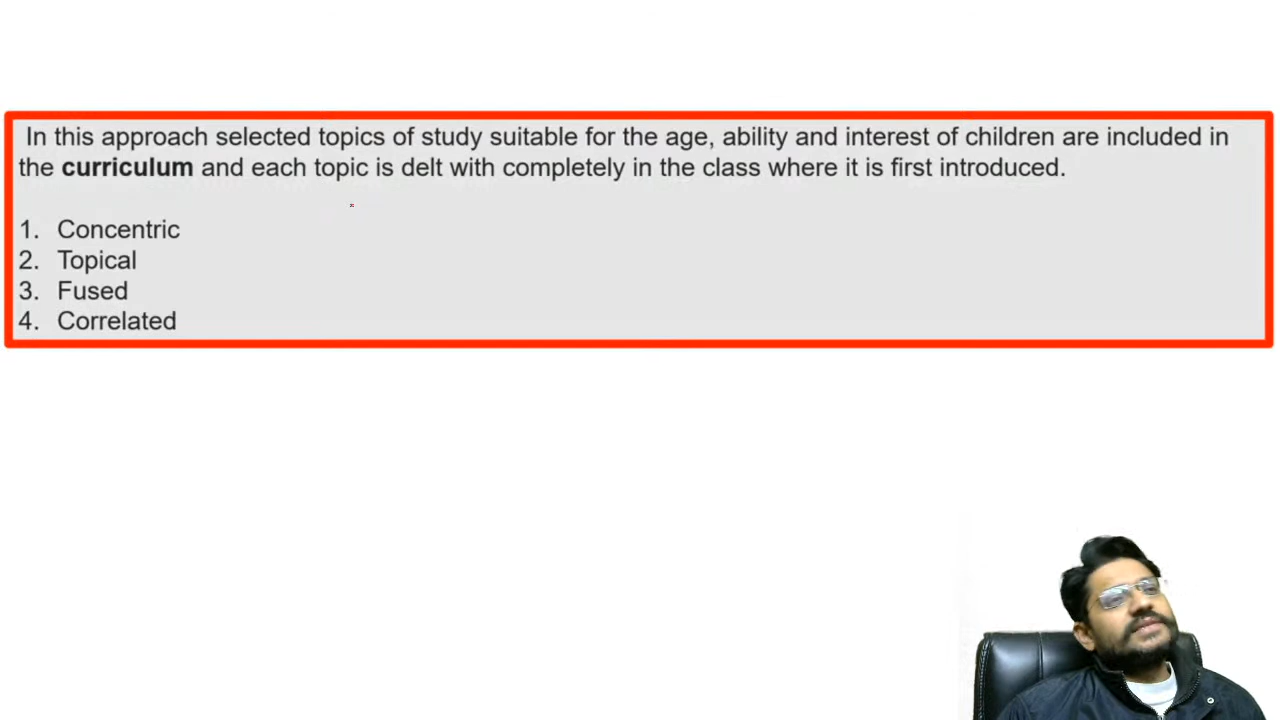 In this approach selected topics of study suitable for the age, ability and interest of children are included in
the curriculum and each topic is delt with completely in the class where it is first introduced.
1. Concentric
2. Topical
3. Fused
4. Correlated